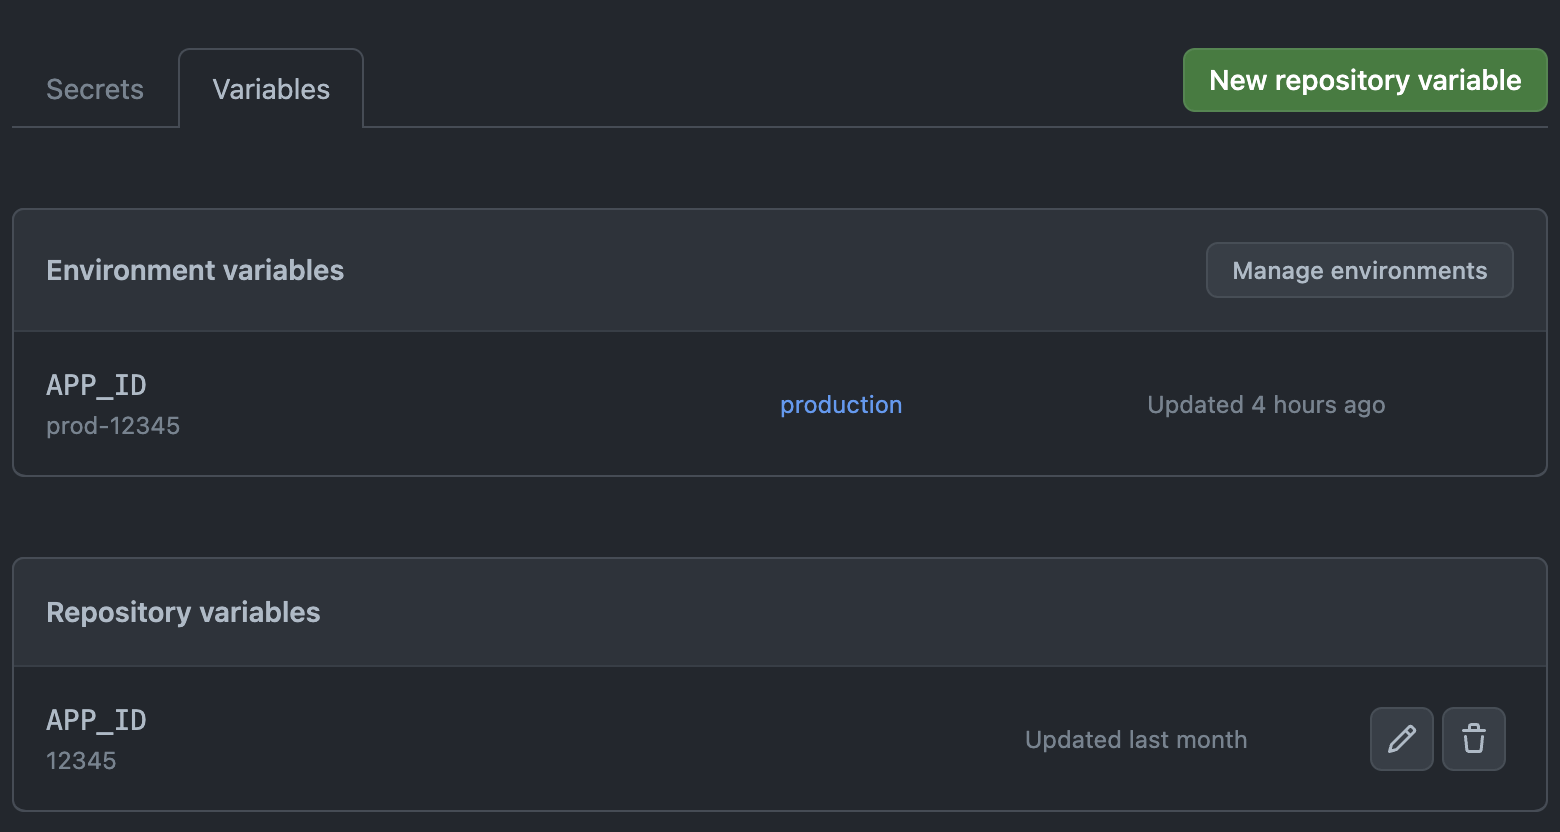 Secrets
Variables
New repository variable
Environment variables
Manage environments
APP_ID
prod-12345
production
Updated 4 hours ago
Repository variables
APP_ID
12345
Updated last month